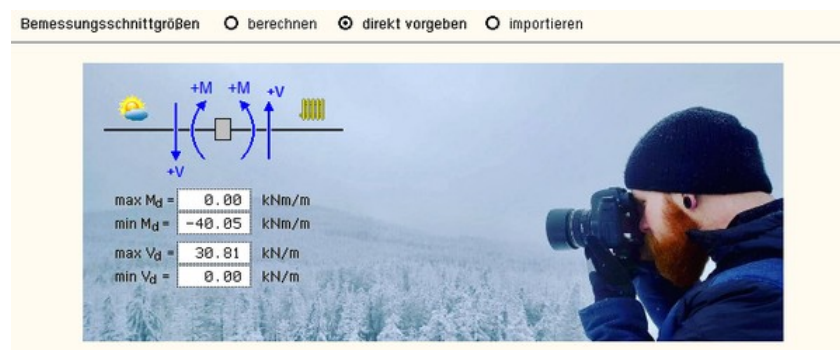 Bemessungsschnittgrößen berechnen direkt vorgeben importieren
+M +M +V
+V
max Md = 0.00 kNm/m
min Md = -40.05 kNm/m
max Vd = 30.81 kN/m
min Vd = 0.00 kN/m